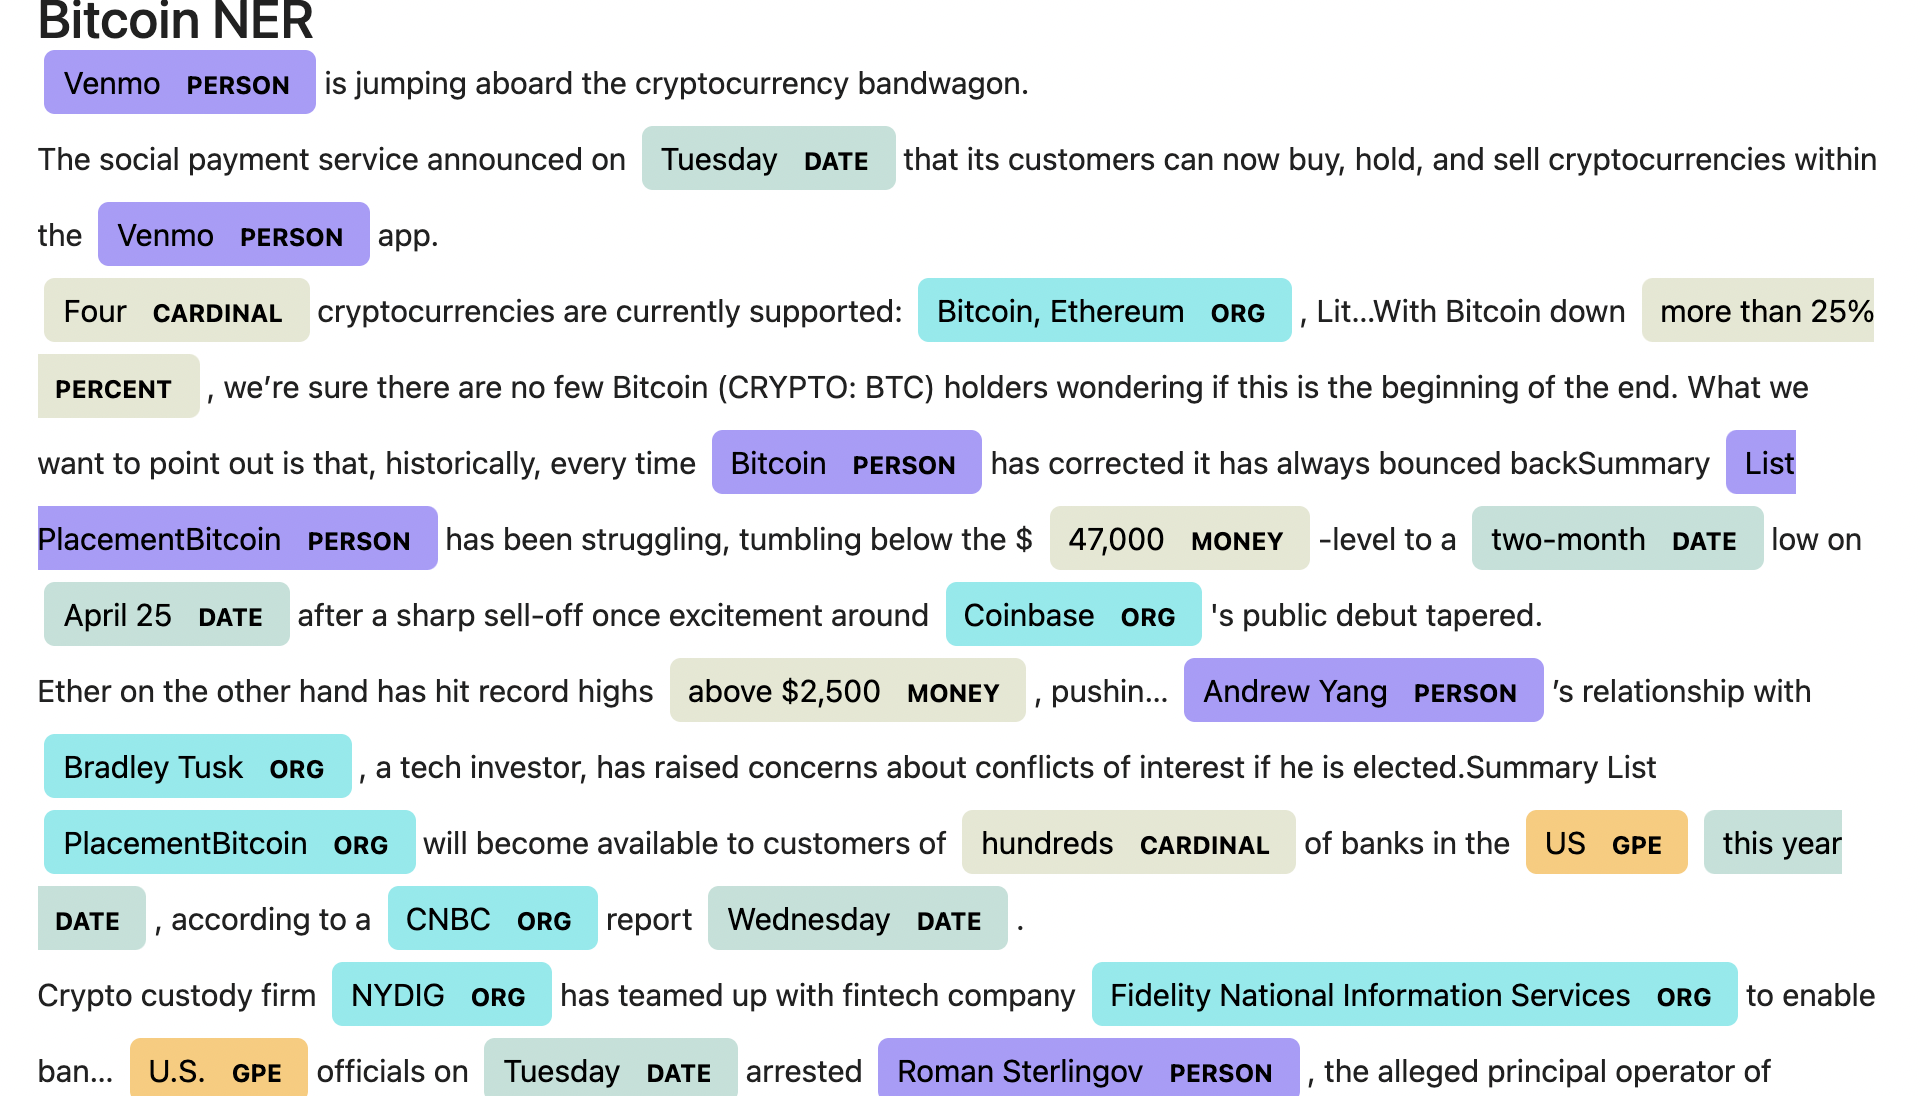 Bitcoin NER
Venmo PERSON is jumping aboard the cryptocurrency bandwagon.
The social payment service announced on Tuesday DATE that its customers can now buy, hold, and sell cryptocurrencies within
the Venmo PERSON app.
Four CARDINAL cryptocurrencies are currently supported: Bitcoin, Ethereum ORG , Lit...With Bitcoin down more than 25%
PERCENT , we’re sure there are no few Bitcoin (CRYPTO: BTC) holders wondering if this is the beginning of the end. What we
want to point out is that, historically, every time Bitcoin PERSON has corrected it has always bounced backSummary List
PlacementBitcoin PERSON has been struggling, tumbling below the $ 47,000 MONEY -level to a two-month DATE low on
April 25 DATE after a sharp sell-off once excitement around Coinbase ORG 's public debut tapered.
Ether on the other hand has hit record highs above $2,500 MONEY , pushin... Andrew Yang PERSON ’s relationship with
Bradley Tusk ORG , a tech investor, has raised concerns about conflicts of interest if he is elected.Summary List
PlacementBitcoin ORG will become available to customers of hundreds CARDINAL of banks in the US GPE this year
DATE , according to a CNBC ORG report Wednesday DATE .
Crypto custody firm NYDIG ORG has teamed up with fintech company Fidelity National Information Services ORG to enable
ban... U.S. GPE officials on Tuesday DATE arrested Roman Sterlingov PERSON , the alleged principal operator of